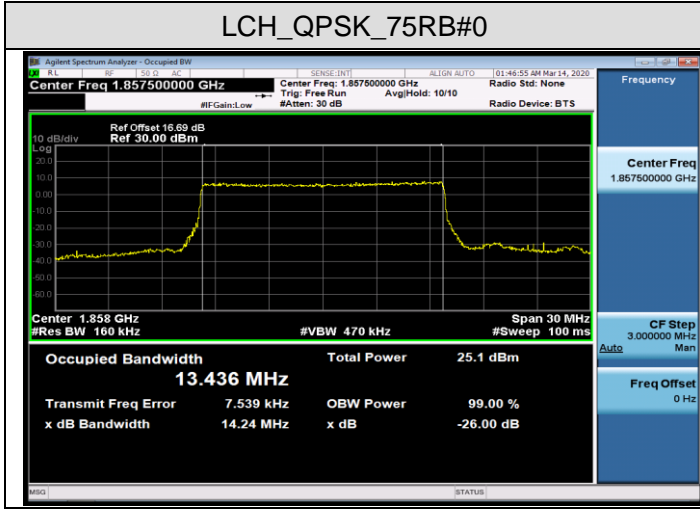 LCH_QPSK_75RB#0
Agilent Spectrum Analyzer - Occupied BW
RL RF 50 Ω AC SENSE:INT ALIGN AUTO 01:46:55 AM Mar 14, 2020
Center Freq 1.857500000 GHz
Center Freq: 1.857500000 GHz Radio Std: None
Trig: Free Run Avg|Hold: 10/10
#IFGain:Low #Atten: 30 dB Radio Device: BTS
Frequency
Ref Offset 16.69 dB
10 dB/div Ref 30.00 dBm
Log
20.0
10.0
0.00
-10.0
-20.0
-30.0
-40.0
-50.0
-60.0
Center 1.858 GHz Span 30 MHz
#Res BW 160 kHz #VBW 470 kHz #Sweep 100 ms
Center Freq
1.857500000 GHz
CF Step
3.000000 MHz
Auto Man
Freq Offset
0 Hz
Occupied Bandwidth Total Power 25.1 dBm
13.436 MHz
Transmit Freq Error 7.539 kHz OBW Power 99.00 %
x dB Bandwidth 14.24 MHz x dB -26.00 dB
MSG STATUS